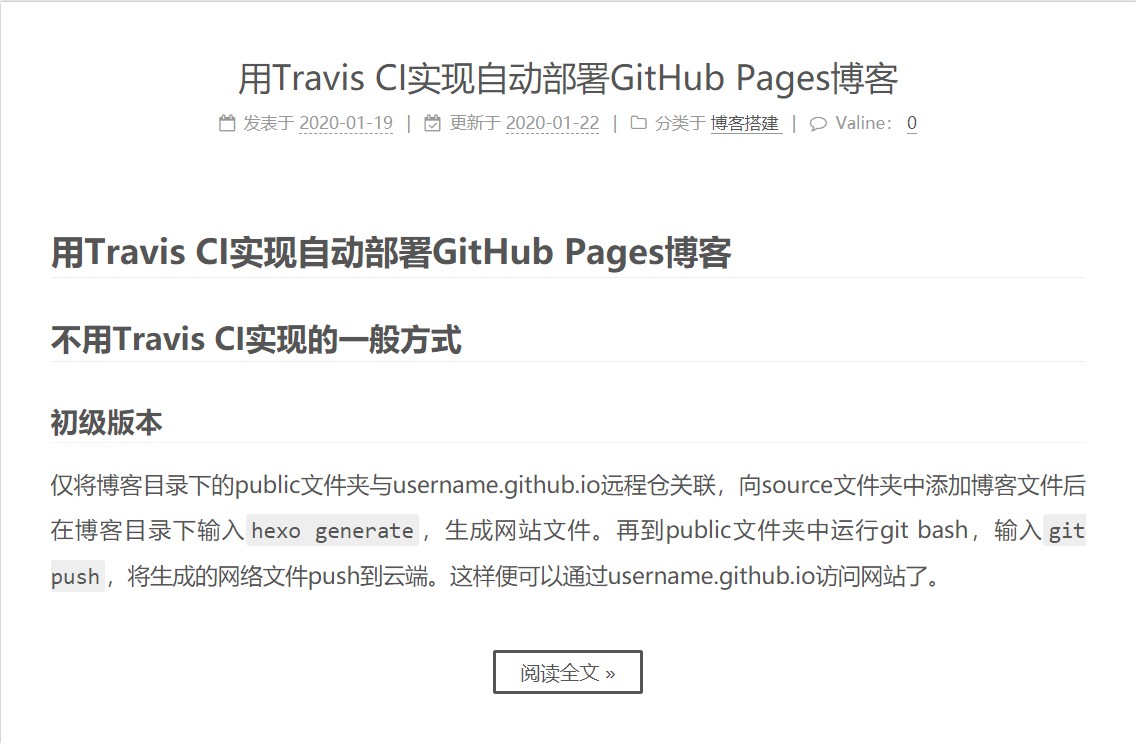 用Travis CI实现自动部署GitHub Pages博客
发表于 2020-01-19 | 更新于 2020-01-22 | 分类于 博客搭建 | Valine: 0
用Travis CI实现自动部署GitHub Pages博客
不用Travis CI实现的一般方式
初级版本
仅将博客目录下的public文件夹与username.github.io远程仓关联，向source文件夹中添加博客文件后
在博客目录下输入 hexo generate ，生成网站文件。再到public文件夹中运行git bash，输入 git
push ，将生成的网络文件push到云端。这样便可以通过username.github.io访问网站了。
阅读全文 »